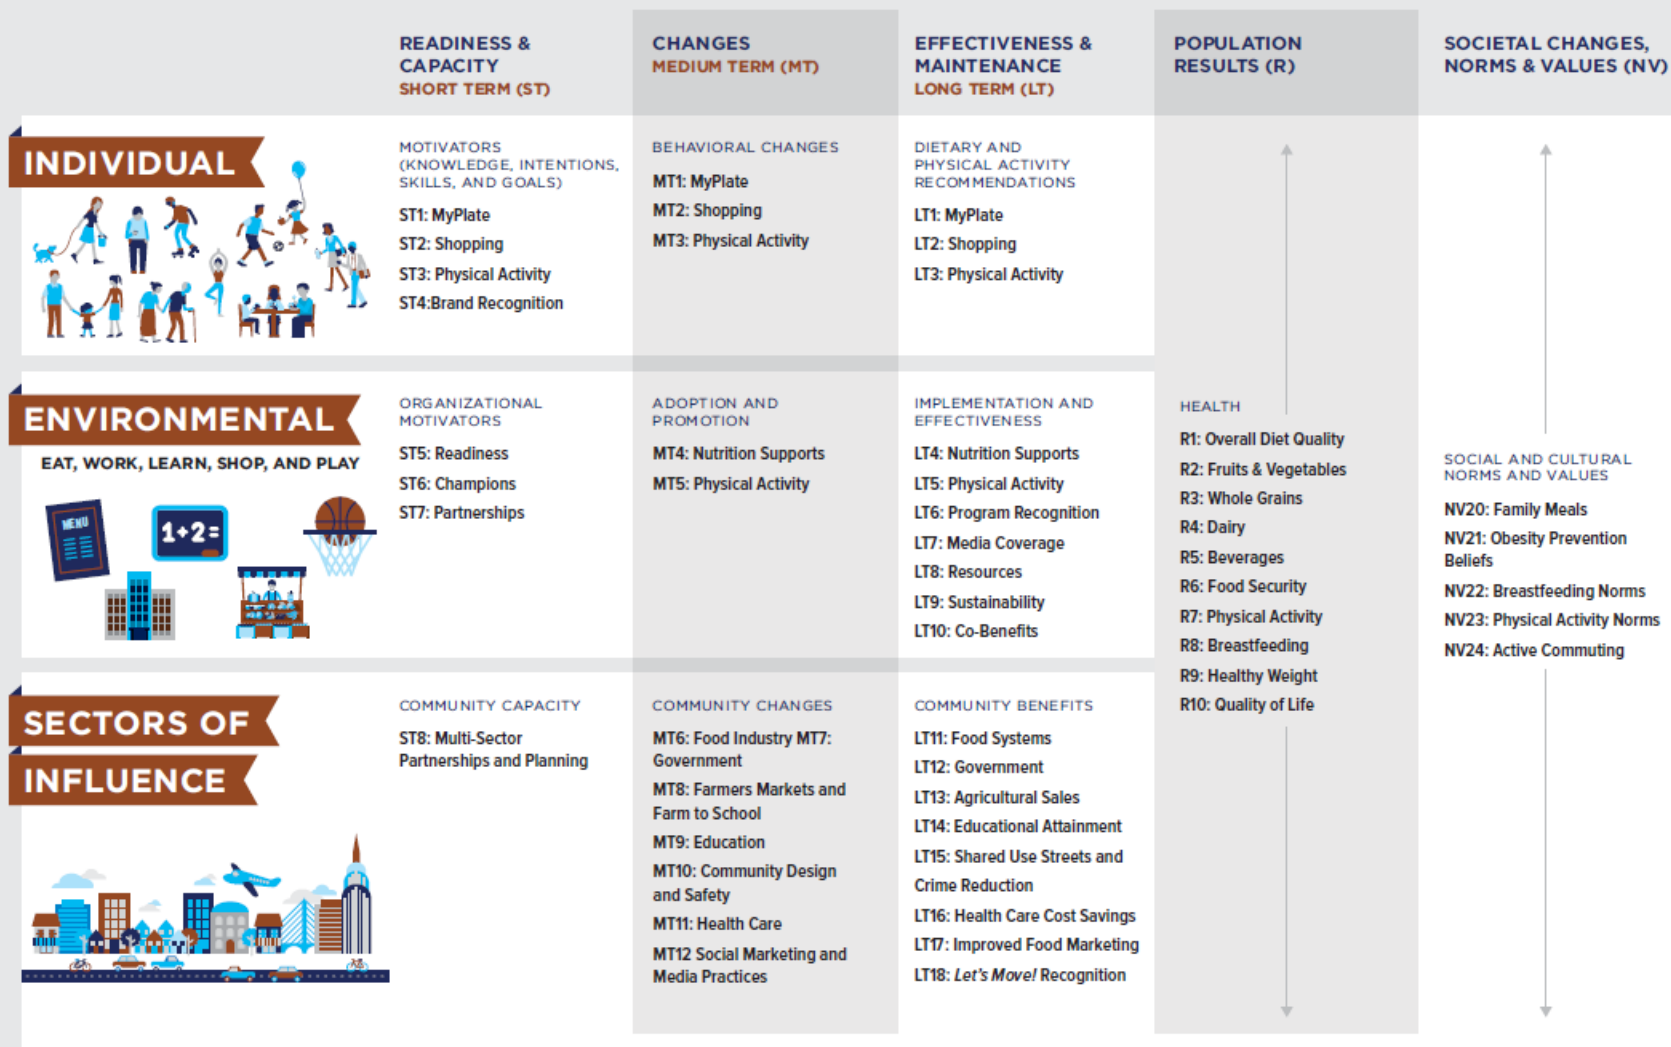 READINESS &
CAPACITY
SHORT TERM (ST)
CHANGES
MEDIUM TERM (MT)
EFFECTIVENESS &
MAINTENANCE
LONG TERM (LT)
POPULATION
RESULTS (R)
SOCIETAL CHANGES,
NORMS & VALUES (NV)
INDIVIDUAL
MOTIVATORS
(KNOWLEDGE, INTENTIONS,
SKILLS, AND GOALS)
ST1: MyPlate
ST2: Shopping
ST3: Physical Activity
ST4:Brand Recognition
BEHAVIORAL CHANGES
MT1: MyPlate
MT2: Shopping
MT3: Physical Activity
DIETARY AND
PHYSICAL ACTIVITY
RECOMMENDATIONS
LT1: MyPlate
LT2: Shopping
LT3: Physical Activity
ENVIRONMENTAL
EAT, WORK, LEARN, SHOP, AND PLAY
MENU
1+2=
ORGANIZATIONAL
MOTIVATORS
ST5: Readiness
ST6: Champions
ST7: Partnerships
ADOPTION AND
PROMOTION
MT4: Nutrition Supports
MT5: Physical Activity
IMPLEMENTATION AND
EFFECTIVENESS
LT4: Nutrition Supports
LT5: Physical Activity
LT6: Program Recognition
LT7: Media Coverage
LT8: Resources
LT9: Sustainability
LT10: Co-Benefits
SECTORS OF
INFLUENCE
COMMUNITY CAPACITY
ST8: Multi-Sector
Partnerships and Planning
COMMUNITY CHANGES
MT6: Food Industry MT7:
Government
MT8: Farmers Markets and
Farm to School
MT9: Education
MT10: Community Design
and Safety
MT11: Health Care
MT12 Social Marketing and
Media Practices
COMMUNITY BENEFITS
LT11: Food Systems
LT12: Government
LT13: Agricultural Sales
LT14: Educational Attainment
LT15: Shared Use Streets and
Crime Reduction
LT16: Health Care Cost Savings
LT17: Improved Food Marketing
LT18: Let's Move! Recognition
HEALTH
R1: Overall Diet Quality
R2: Fruits & Vegetables
R3: Whole Grains
R4: Dairy
R5: Beverages
R6: Food Security
R7: Physical Activity
R8: Breastfeeding
R9: Healthy Weight
R10: Quality of Life
SOCIAL AND CULTURAL
NORMS AND VALUES
NV20: Family Meals
NV21: Obesity Prevention
Beliefs
NV22: Breastfeeding Norms
NV23: Physical Activity Norms
NV24: Active Commuting